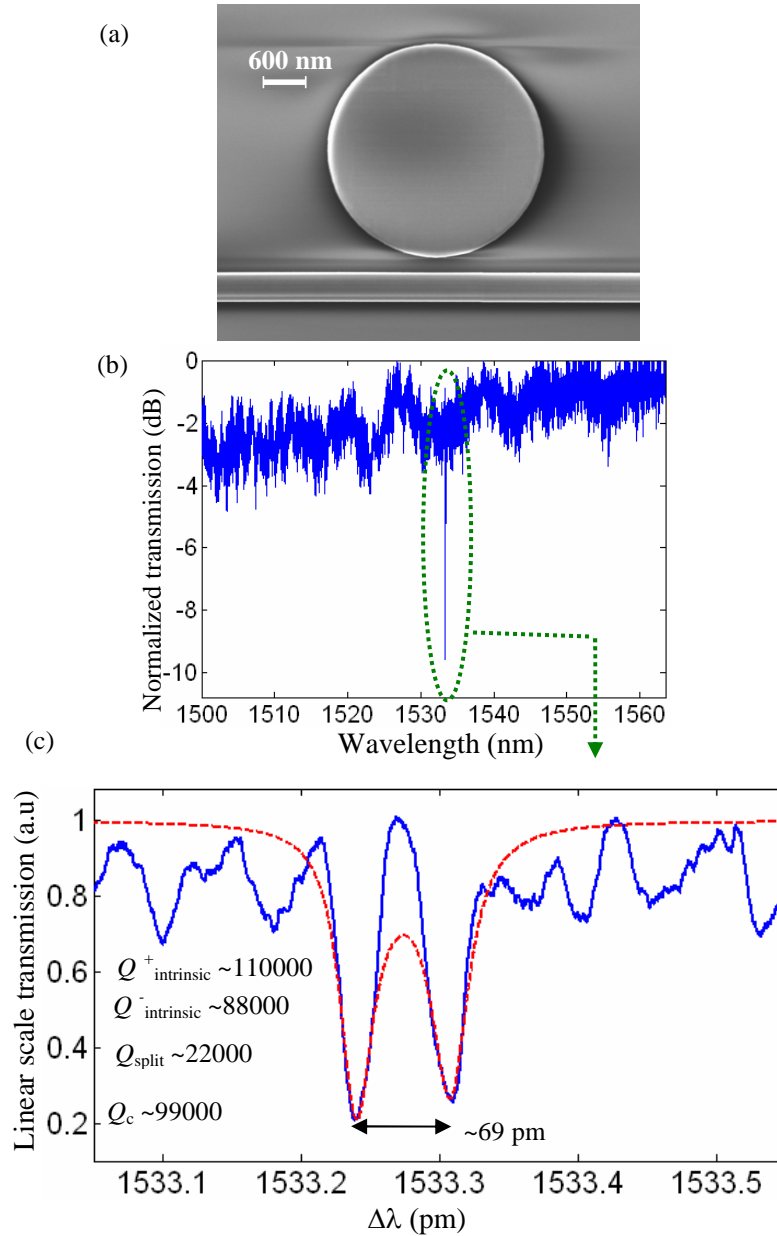 (a)
600 nm
(b)
Normalized transmission (dB)
0
-2
-4
-6
-8
-10
1500 1510 1520 1530 1540 1550 1560
Wavelength (nm)
(c)
Linear scale transmission (a.u)
1
0.8
0.6
0.4
0.2
Q +intrinsic ~110000
Q -intrinsic ~88000
Qsplit ~22000
Qc ~99000
~69 pm
1533.1 1533.2 1533.3 1533.4 1533.5
Δλ (pm)